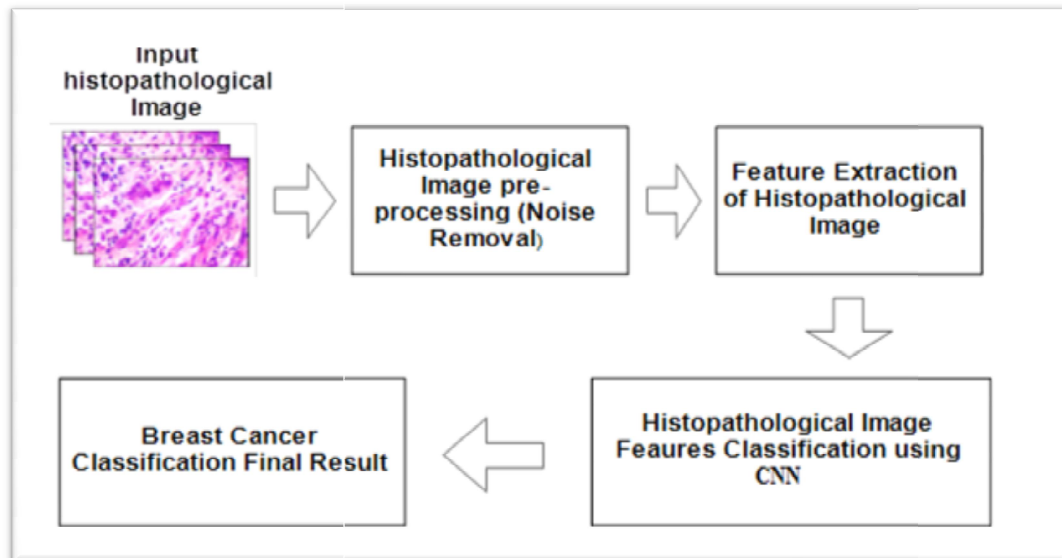 Input
histopathological
Image
Histopathological
Image pre-
processing (Noise
Removal)
Feature Extraction
of Histopathological
Image
Histopathological Image
Feaures Classification using
CNN
Breast Cancer
Classification Final Result